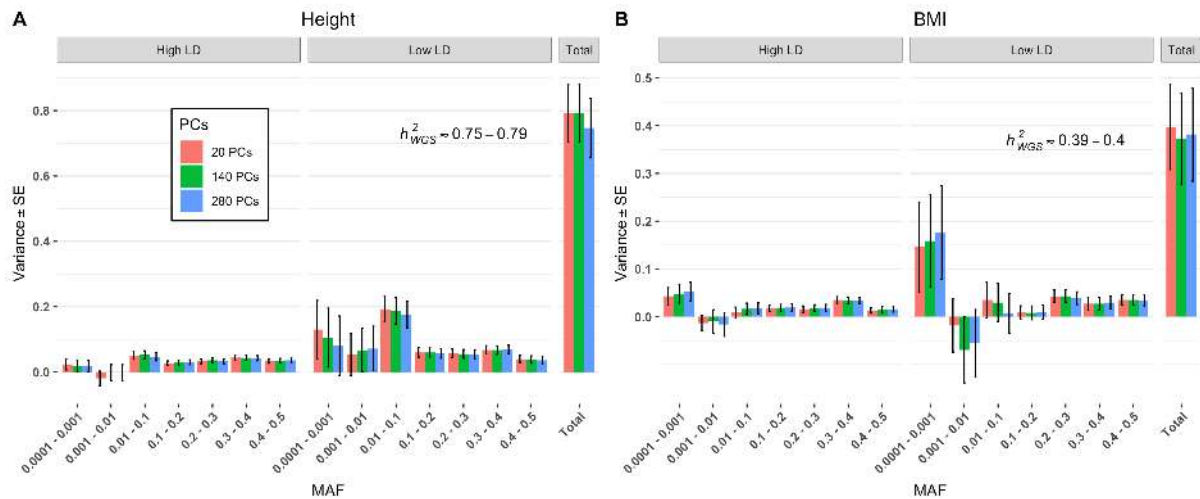 A
Height
High LD
Low LD
Total
Variance ± SE
0.8
0.6
0.4
0.2
0.0
PCs
20 PCs
140 PCs
280 PCs
h²WGS ≈ 0.75 – 0.79
0.0001 - 0.001
0.001 - 0.01
0.01 - 0.1
0.1 - 0.2
0.2 - 0.3
0.3 - 0.4
0.4 - 0.5
0.0001 - 0.001
0.001 - 0.01
0.01 - 0.1
0.1 - 0.2
0.2 - 0.3
0.3 - 0.4
0.4 - 0.5
Total
MAF
B
BMI
High LD
Low LD
Total
Variance ± SE
0.5
0.4
0.3
0.2
0.1
0.0
h²WGS ≈ 0.39 – 0.4
0.0001 - 0.001
0.001 - 0.01
0.01 - 0.1
0.1 - 0.2
0.2 - 0.3
0.3 - 0.4
0.4 - 0.5
0.0001 - 0.001
0.001 - 0.01
0.01 - 0.1
0.1 - 0.2
0.2 - 0.3
0.3 - 0.4
0.4 - 0.5
Total
MAF